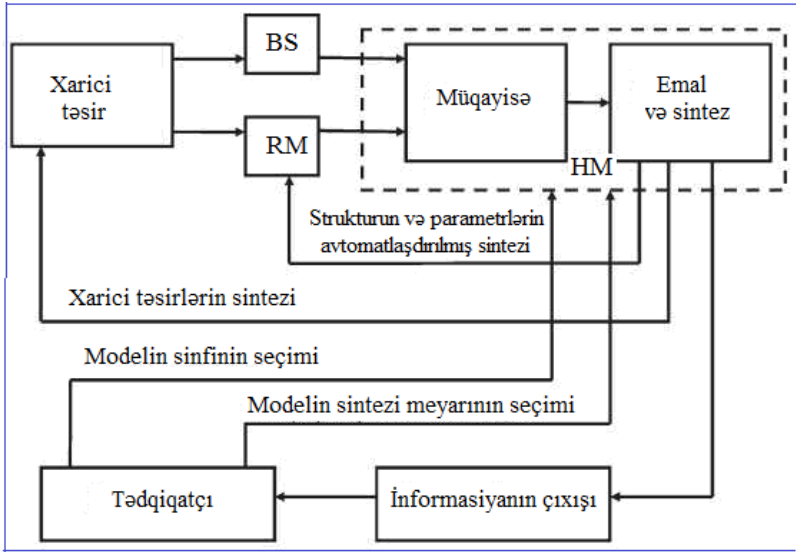 BS
Xarici
təsir
Müqayisə
Emal
və sintez
RM
HM
Strukturun və parametrlərin
avtomatlaşdırılmış sintezi
Xarici təsirlərin sintezi
Modelin sinfinin seçimi
Modelin sintezi meyarının seçimi
Tədqiqatçı
İnformasiyanın çıxışı